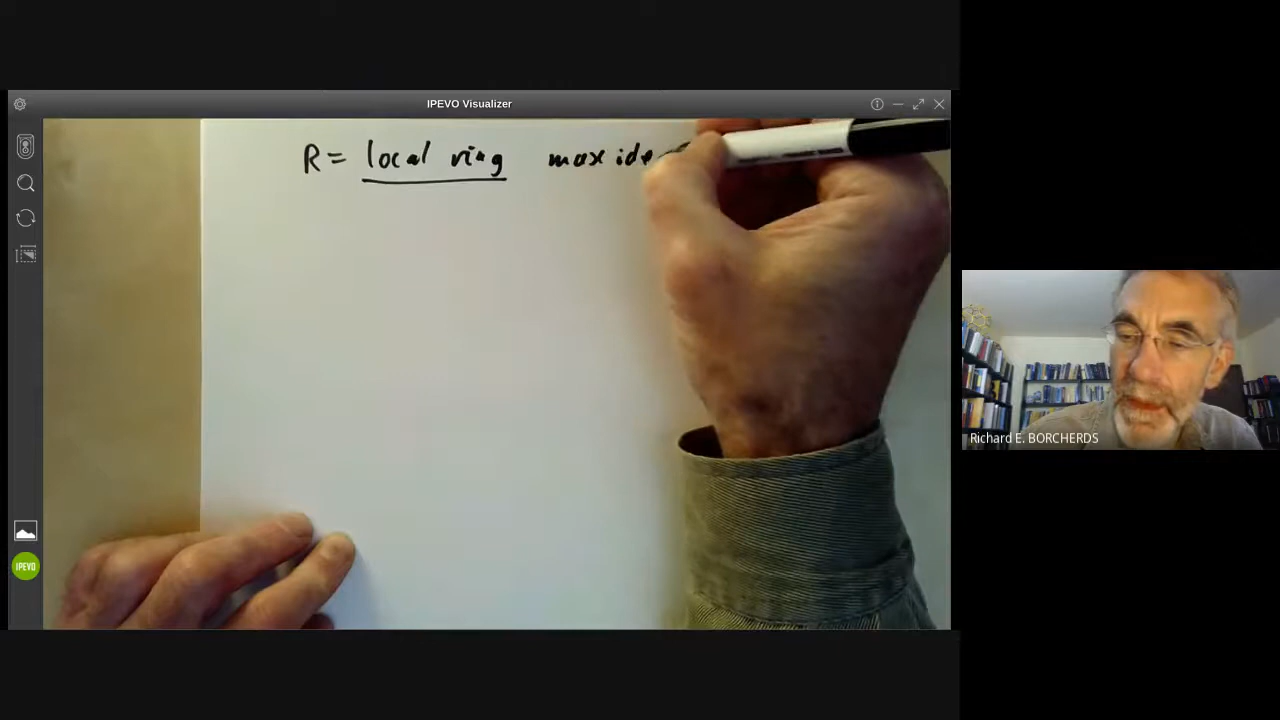 IPEVO Visualizer
R = local ring max ide
IPEVO
Richard E. BORCHERDS